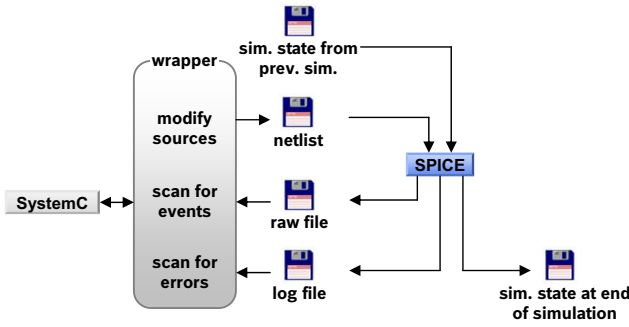 sim. state from
prev. sim.
wrapper
modify
sources
netlist
SPICE
SystemC
scan for
events
raw file
scan for
errors
log file
sim. state at end
of simulation